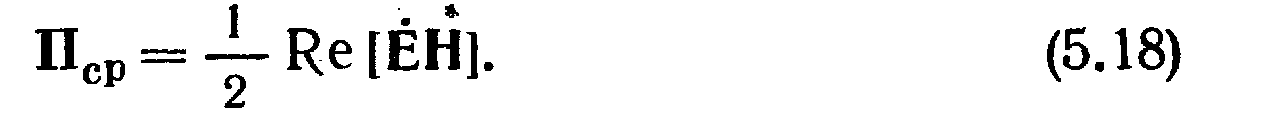 𝚷ср = 1/2 Re [ĖḢ*]. (5.18)